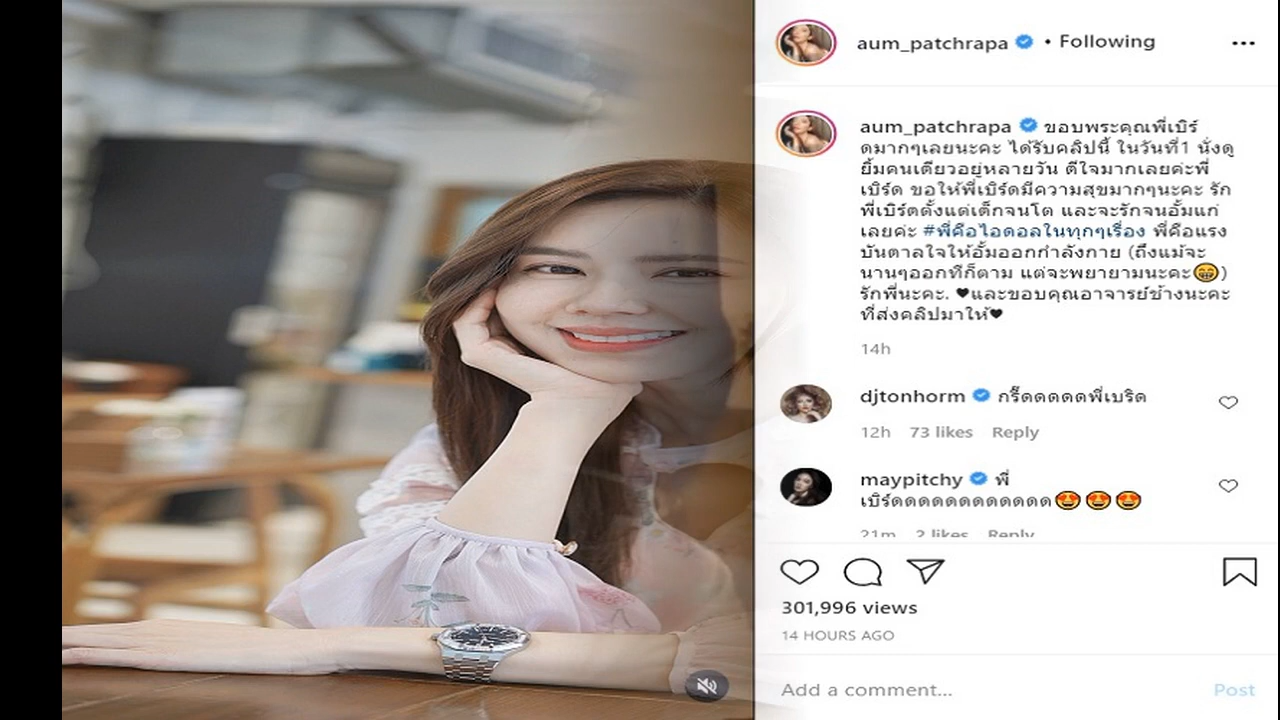 aum_patchrapa • Following
aum_patchrapa ขอบพระคุณพี่เบิร์
ดมากๆเลยนะคะ ได้รับคลิปนี้ ในวันที่1 นั่งดู
ยิ้มคนเดียวอยู่หลายวัน ดีใจมากเลยค่ะพี่
เบิร์ด ขอให้พี่เบิร์ดมีความสุขมากๆนะคะ รัก
พี่เบิร์ตตั้งแต่เด็กจนโต และจะรักจนอั้มแก่
เลยค่ะ #พี่คือไอดอลในทุกๆเรื่อง พี่คือแรง
บันดาลใจให้อั้มออกกำลังกาย (ถึงแม้จะ
นานๆออกทีก็ตาม แต่จะพยายามนะคะ😁)
รักพี่นะคะ. ❤และขอบคุณอาจารย์ช้างนะคะ
ที่ส่งคลิปมาให้❤
14h
djtonhorm กรี๊ดดดดดพี่เบริด
12h 73 likes Reply
maypitchy พี่
เบิร์ดดดดดดดดดดดดด😍😍😍
21m 2 likes Reply
301,996 views
14 HOURS AGO
Add a comment... Post